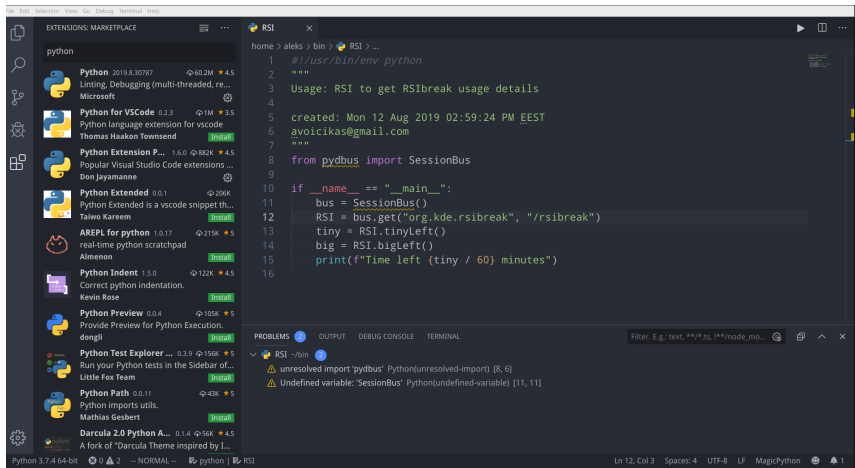 File Edit Selection View Go Debug Terminal Help
EXTENSIONS: MARKETPLACE
python
Python 2019.8.30787 60.2M ★ 4.5
Linting, Debugging (multi-threaded, re...
Microsoft
Python for VSCode 0.2.3 1M ★ 3.5
Python language extension for vscode
Thomas Haakon Townsend Install
Python Extension P... 1.6.0 882K ★ 4.5
Popular Visual Studio Code extensions ...
Don Jayamanne
Python Extended 0.0.1 206K
Python Extended is a vscode snippet th...
Taiwo Kareem Install
AREPL for python 1.0.17 215K ★ 5
real-time python scratchpad
Almenon Install
Python Indent 1.5.0 122K ★ 4.5
Correct python indentation.
Kevin Rose Install
Python Preview 0.0.4 105K ★ 5
Provide Preview for Python Execution.
dongli Install
Python Test Explorer ... 0.3.9 156K ★ 5
Run your Python tests in the Sidebar of...
Little Fox Team Install
Python Path 0.0.11 43K ★ 5
Python imports utils.
Mathias Gesbert Install
Darcula 2.0 Python A... 0.1.4 56K ★ 4.5
A fork of "Darcula Theme inspired by I...
RSI ×
home > aleks > bin > RSI > ...
1 #!/usr/bin/env python
2 """
3 Usage: RSI to get RSIbreak usage details
4
5 created: Mon 12 Aug 2019 02:59:24 PM EEST
6 avoicikas@gmail.com
7 """
8 from pydbus import SessionBus
9
10 if __name__ == "__main__":
11 bus = SessionBus()
12 RSI = bus.get("org.kde.rsibreak", "/rsibreak")
13 tiny = RSI.tinyLeft()
14 big = RSI.bigLeft()
15 print(f"Time left {tiny / 60} minutes")
16
PROBLEMS 2 OUTPUT DEBUG CONSOLE TERMINAL Filter. E.g.: text, **/*.ts, !**/node_mo...
RSI ~/bin 2
unresolved import 'pydbus' Python(unresolved-import) [8, 6]
Undefined variable: 'SessionBus' Python(undefined-variable) [11, 11]
Python 3.7.4 64-bit 0 2 -- NORMAL -- python | RSI Ln 12, Col 3 Spaces: 4 UTF-8 LF MagicPython 1